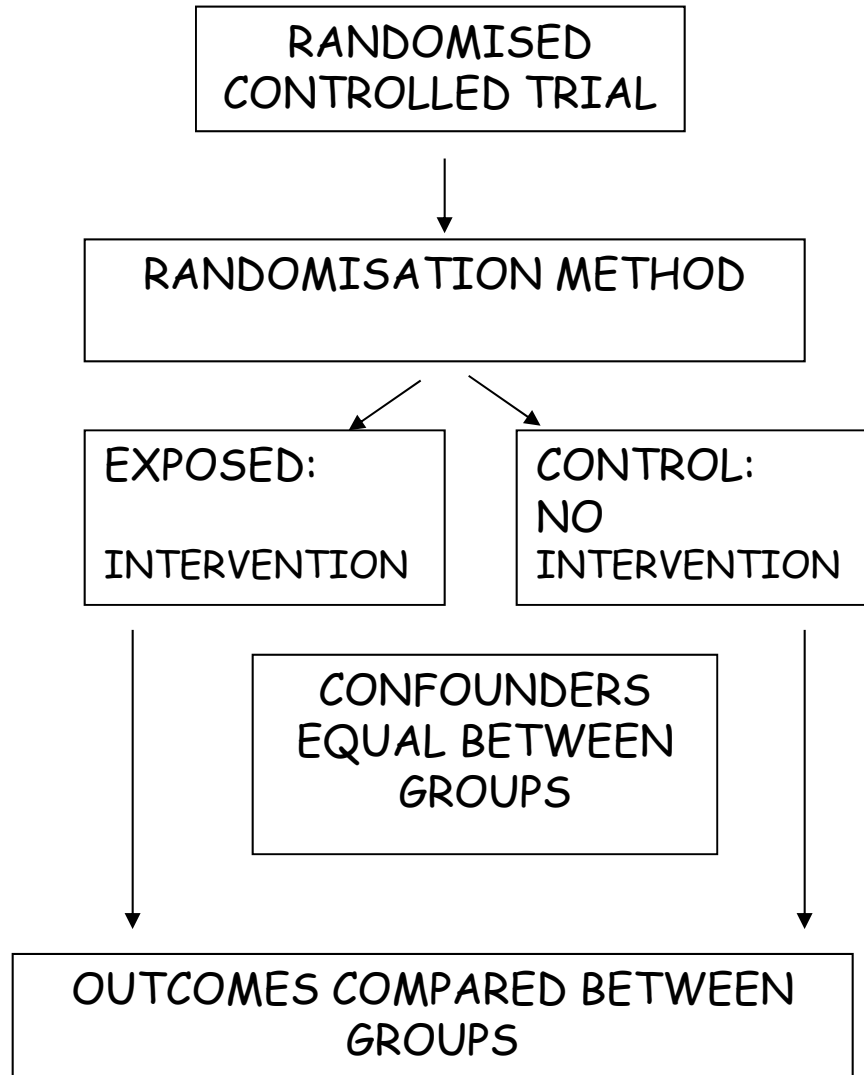 RANDOMISED
CONTROLLED TRIAL
RANDOMISATION METHOD
EXPOSED:
INTERVENTION
CONTROL:
NO
INTERVENTION
CONFOUNDERS
EQUAL BETWEEN
GROUPS
OUTCOMES COMPARED BETWEEN
GROUPS